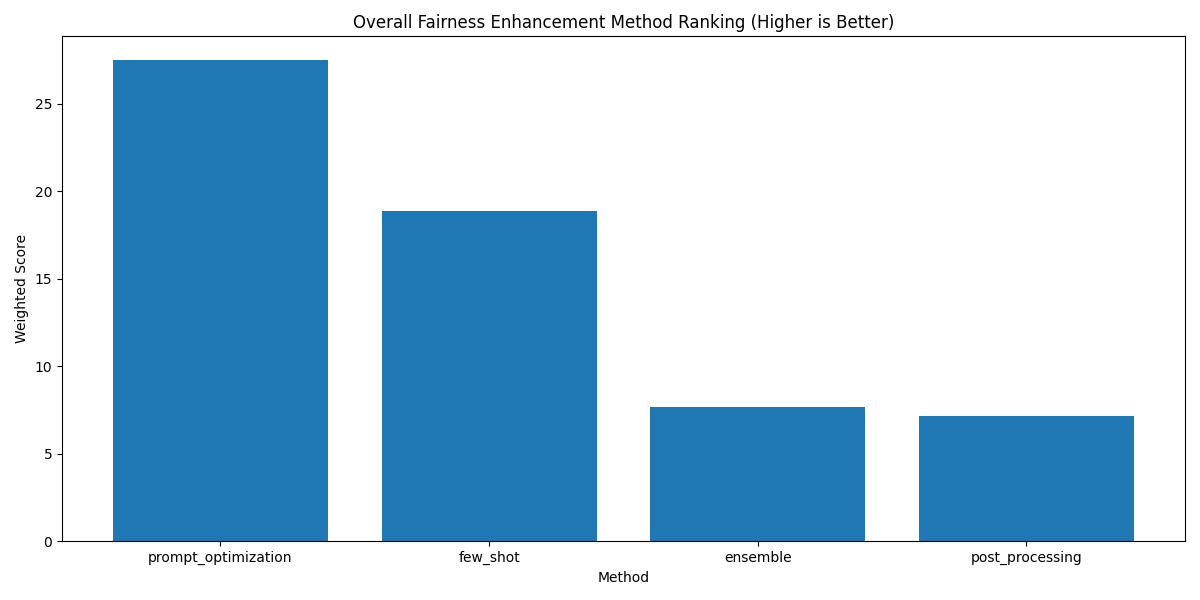 Overall Fairness Enhancement Method Ranking (Higher is Better)
Weighted Score
25
20
15
10
5
0
prompt_optimization
few_shot
ensemble
post_processing
Method